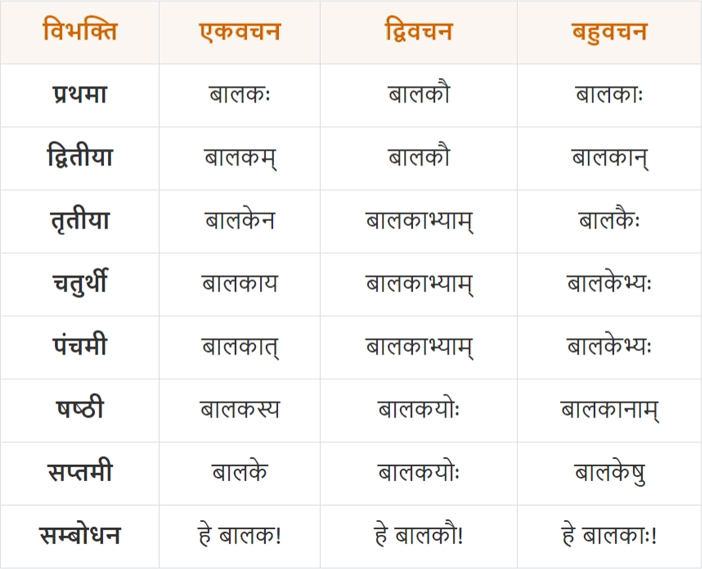 विभक्ति एकवचन द्विवचन बहुवचन
प्रथमा बालकः बालकौ बालकाः
द्वितीया बालकम् बालकौ बालकान्
तृतीया बालकेन बालकाभ्याम् बालकैः
चतुर्थी बालकाय बालकाभ्याम् बालकेभ्यः
पंचमी बालकात् बालकाभ्याम् बालकेभ्यः
षष्ठी बालकस्य बालकयोः बालकानाम्
सप्तमी बालके बालकयोः बालकेषु
सम्बोधन हे बालक! हे बालकौ! हे बालकाः!